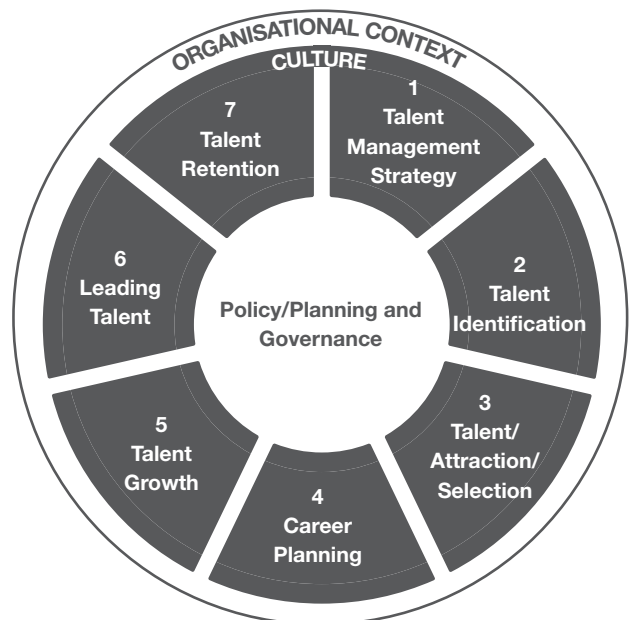 ORGANISATIONAL CONTEXT
CULTURE
1
Talent
Management
Strategy
2
Talent
Identification
3
Talent/
Attraction/
Selection
4
Career
Planning
5
Talent
Growth
6
Leading
Talent
7
Talent
Retention
Policy/Planning and
Governance